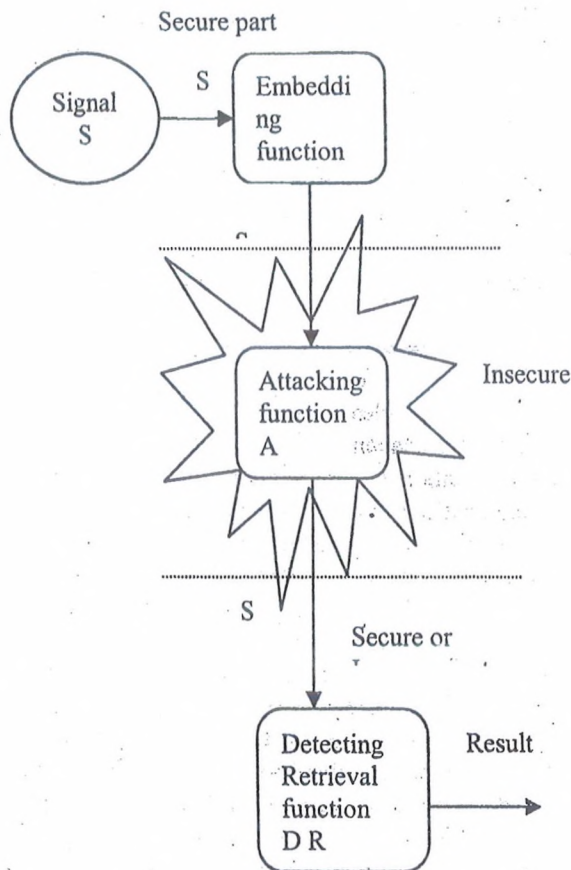 Secure part
Signal
S
S
Embeddi
ng
function
Attacking
function
A
Insecure
S
Secure or
Detecting
Retrieval
function
D R
Result